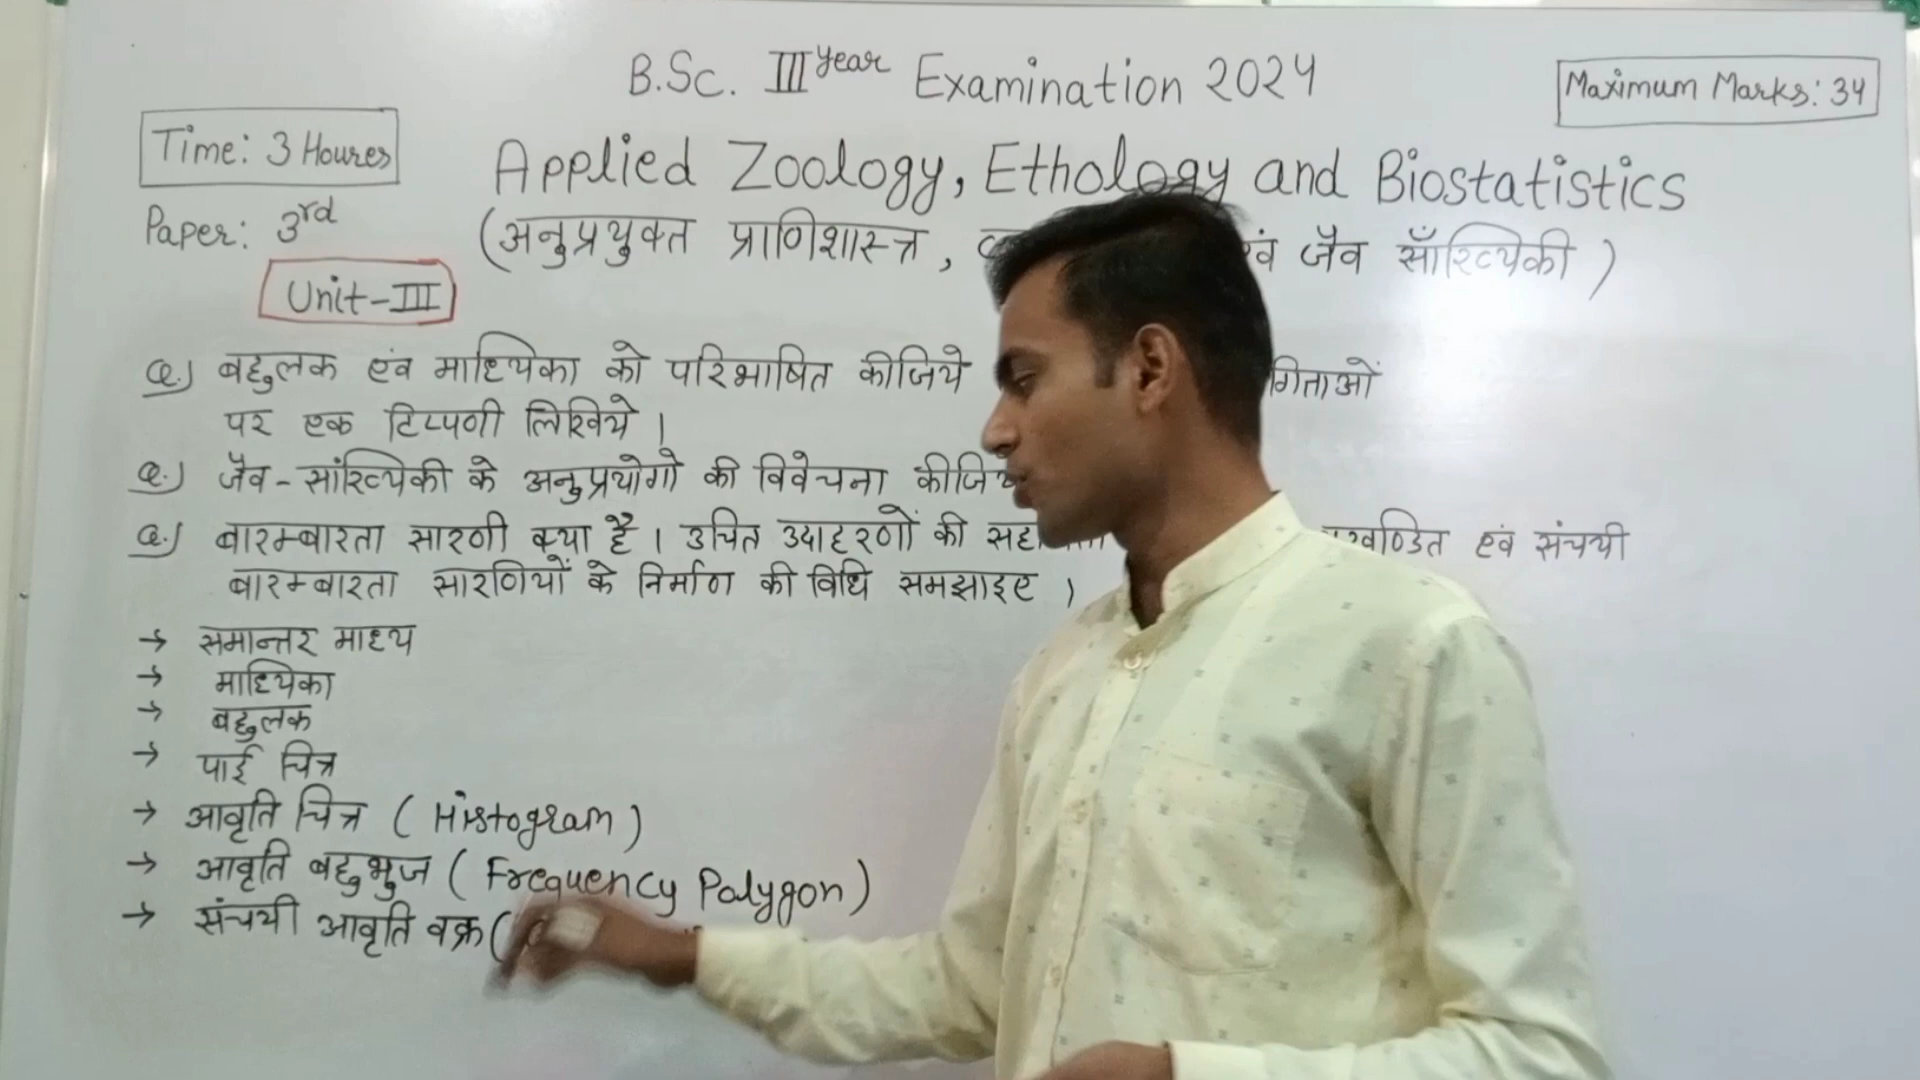 B.Sc. III year Examination 2024
Maximum Marks: 34
Time: 3 Houres
Applied Zoology, Ethology and Biostatistics
Paper: 3rd
(अनुप्रयुक्त प्राणिशास्त्र, एवं जैव साँख्यिकी)
Unit-III
Q.) बहुलक एवं माध्यिका को परिभाषित कीजिये
पर एक टिप्पणी लिखिये।
Q.) जैव-सांख्यिकी के अनुप्रयोगो की विवेचना
Q.) बारम्बारता सारणी क्या है। उचित उदाहरणों की एवं संचयी
बारम्बारता सारणियों के निर्माण की विधि समझाइए।
→ समान्तर माध्य
→ माध्यिका
→ बहुलक
→ पाई चित्र
→ आवृति चित्र (Histogram)
→ आवृति बहुभुज (Frequency Polygon)
→ संचयी आवृति वक्र (